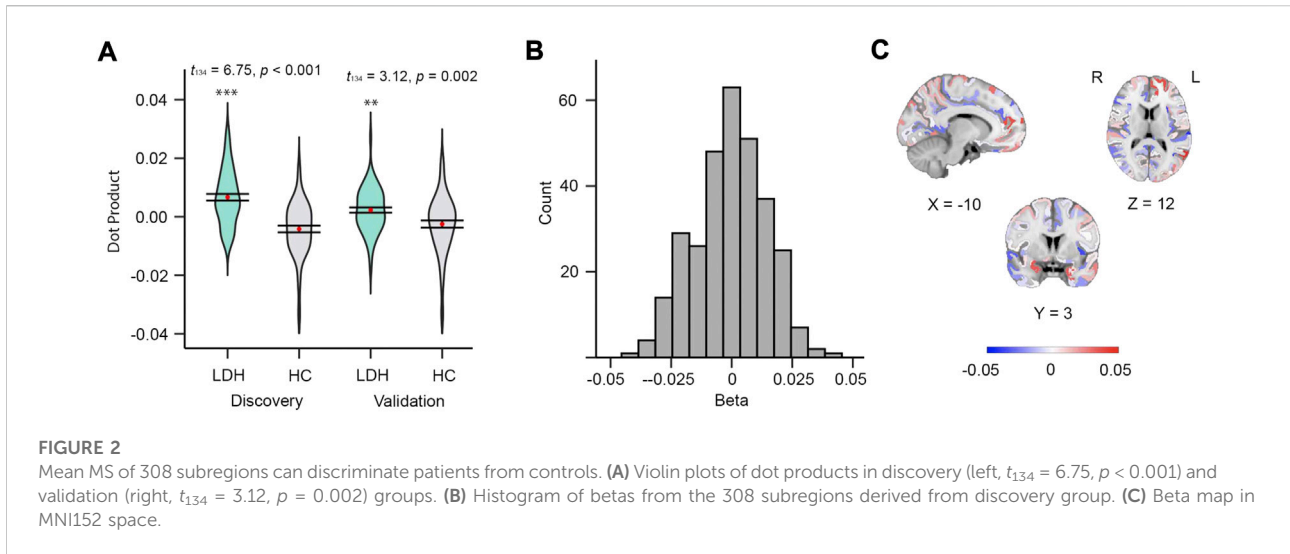 A
t₁₃₄ = 6.75, p < 0.001)
t₁₃₄ = 3.12, p = 0.002)
***
**
0.04
0.02
0.00
-0.02
-0.04
Dot Product
LDH HC LDH HC
Discovery Validation
B
60
40
20
Count
-0.05 --0.025 0 0.025 0.05
Beta
C
R L
X = -10 Z = 12
Y = 3
-0.05 0 0.05
FIGURE 2
Mean MS of 308 subregions can discriminate patients from controls. (A) Violin plots of dot products in discovery (left, t₁₃₄ = 6.75, p < 0.001) and
validation (right, t₁₃₄ = 3.12, p = 0.002) groups. (B) Histogram of betas from the 308 subregions derived from discovery group. (C) Beta map in
MNI152 space.